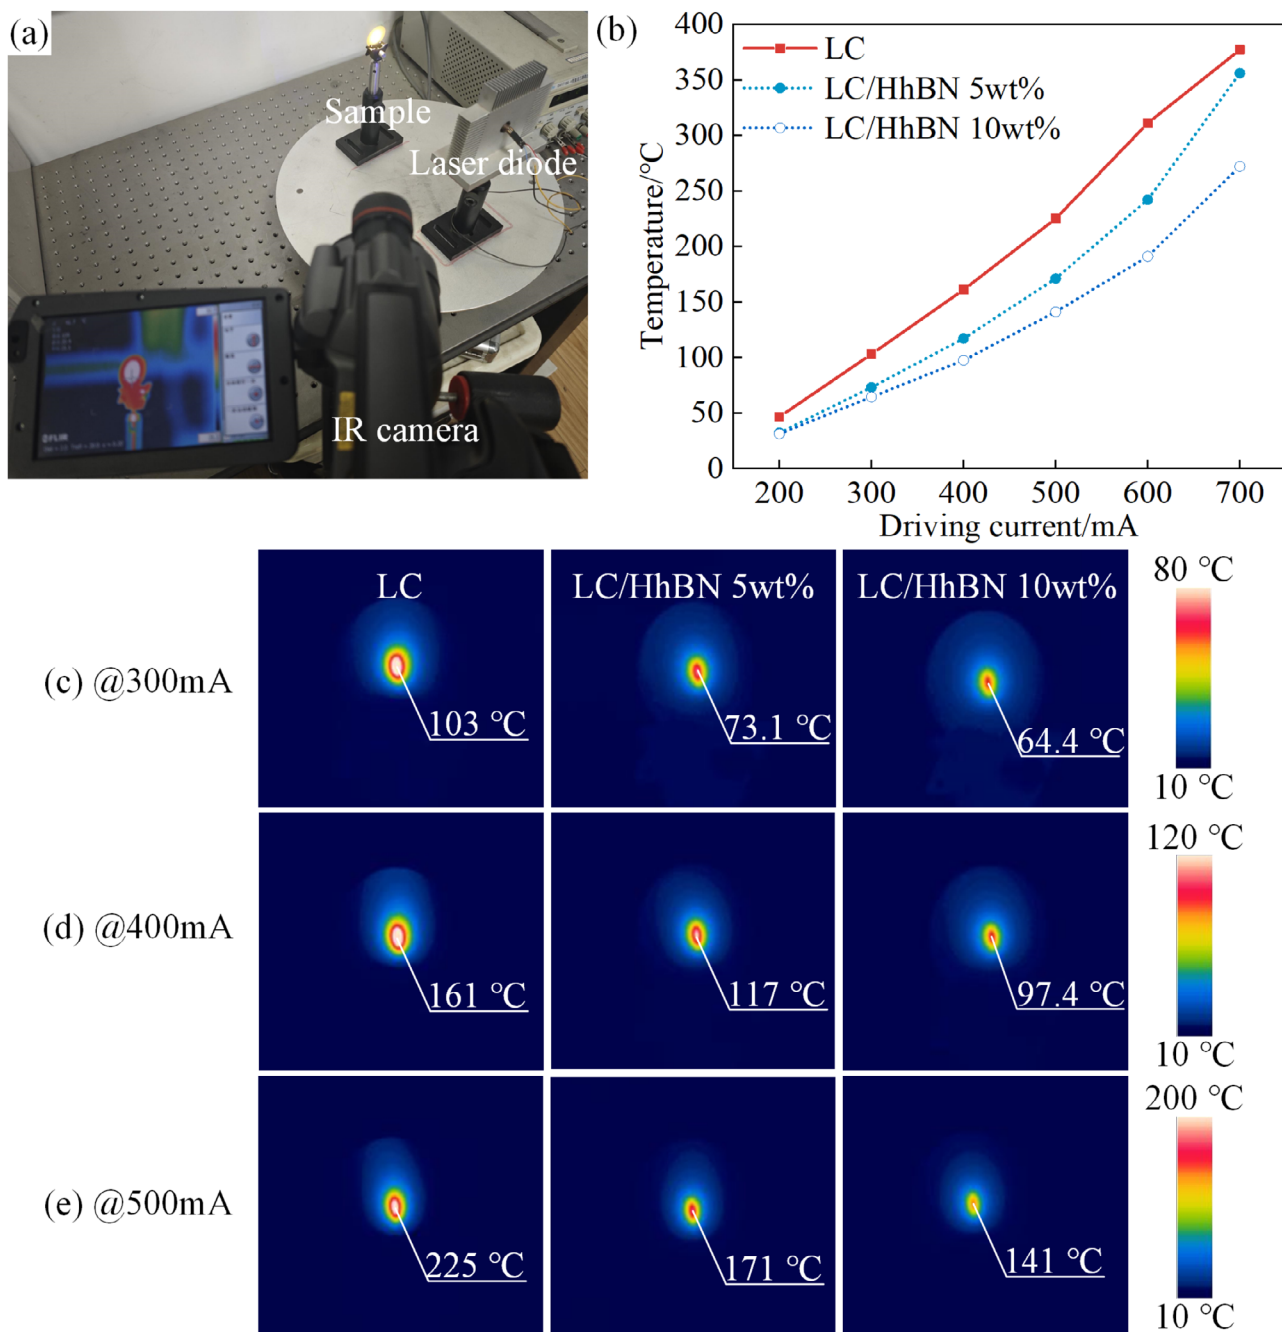 (a)
Sample
Laser diode
IR camera
FLIR
(b)
LC
LC/HhBN 5wt%
LC/HhBN 10wt%
Temperature/°C
400
350
300
250
200
150
100
50
0
200 300 400 500 600 700
Driving current/mA
LC LC/HhBN 5wt% LC/HhBN 10wt%
(c) @300mA
103 °C 73.1 °C 64.4 °C
80 °C
10 °C
(d) @400mA
161 °C 117 °C 97.4 °C
120 °C
10 °C
(e) @500mA
225 °C 171 °C 141 °C
200 °C
10 °C